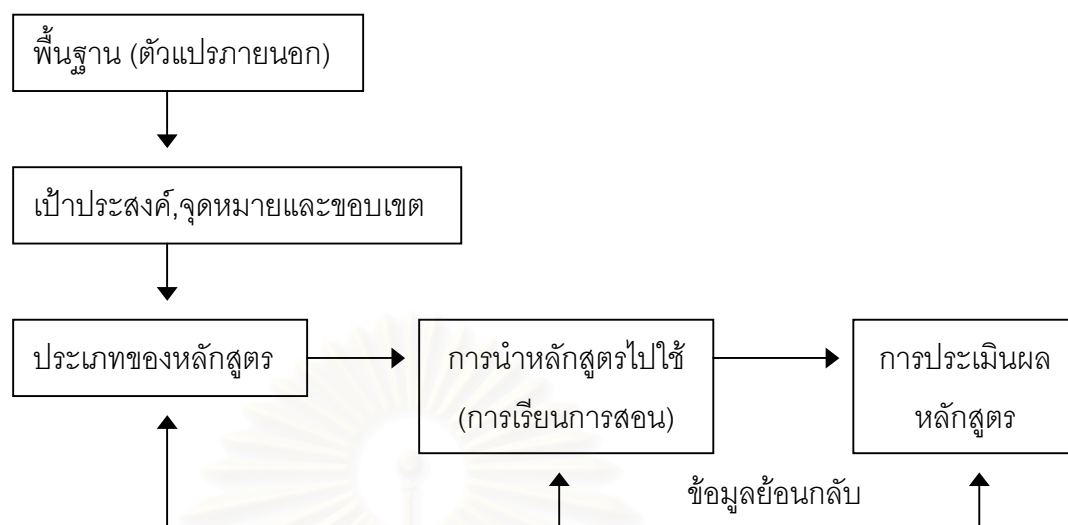 พื้นฐาน (ตัวแปรภายนอก)
เป้าประสงค์,จุดหมายและขอบเขต
ประเภทของหลักสูตร
การนำหลักสูตรไปใช้
(การเรียนการสอน)
การประเมินผล
หลักสูตร
ข้อมูลย้อนกลับ